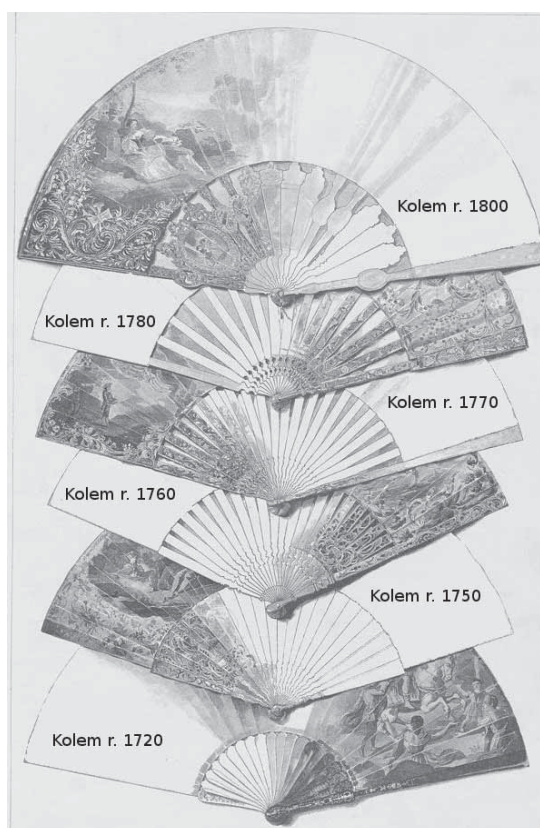 Kolem r. 1800
Kolem r. 1780
Kolem r. 1770
Kolem r. 1760
Kolem r. 1750
Kolem r. 1720